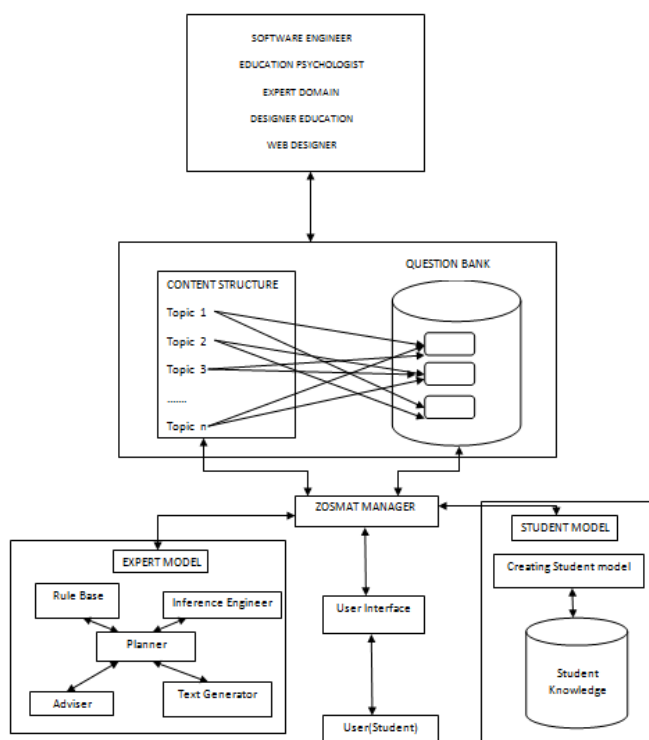 SOFTWARE ENGINEER
EDUCATION PSYCHOLOGIST
EXPERT DOMAIN
DESIGNER EDUCATION
WEB DESIGNER
QUESTION BANK
CONTENT STRUCTURE
Topic 1
Topic 2
Topic 3
.......
Topic n
ZOSMAT MANAGER
STUDENT MODEL
EXPERT MODEL
Creating Student model
Rule Base
Inference Engineer
User Interface
Planner
Student
Knowledge
Adviser
Text Generator
User(Student)